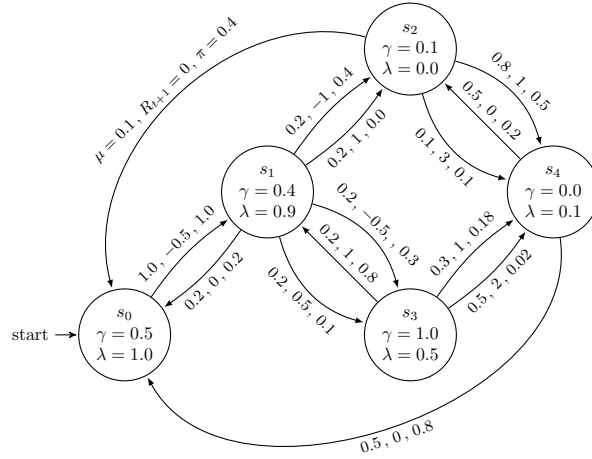 s₂
γ = 0.1
λ = 0.0
μ = 0.1, Rₜ₊₁ = 0, π = 0.4
0.8, 1, 0.5
0.5, 0, 0.2
0.1, 3, 0.1
0.2, −1, 0.4
0.2, 1, 0.0
s₁
γ = 0.4
λ = 0.9
s₄
γ = 0.0
λ = 0.1
0.2, −0.5, , 0.3
0.2, 1, 0.8
0.2, 0.5, 0.1
1.0, −0.5, 1.0
0.2, 0, 0.2
0.3, 1, 0.18
0.5, 2, 0.02
start
s₀
γ = 0.5
λ = 1.0
s₃
γ = 1.0
λ = 0.5
0.5, 0, 0.8